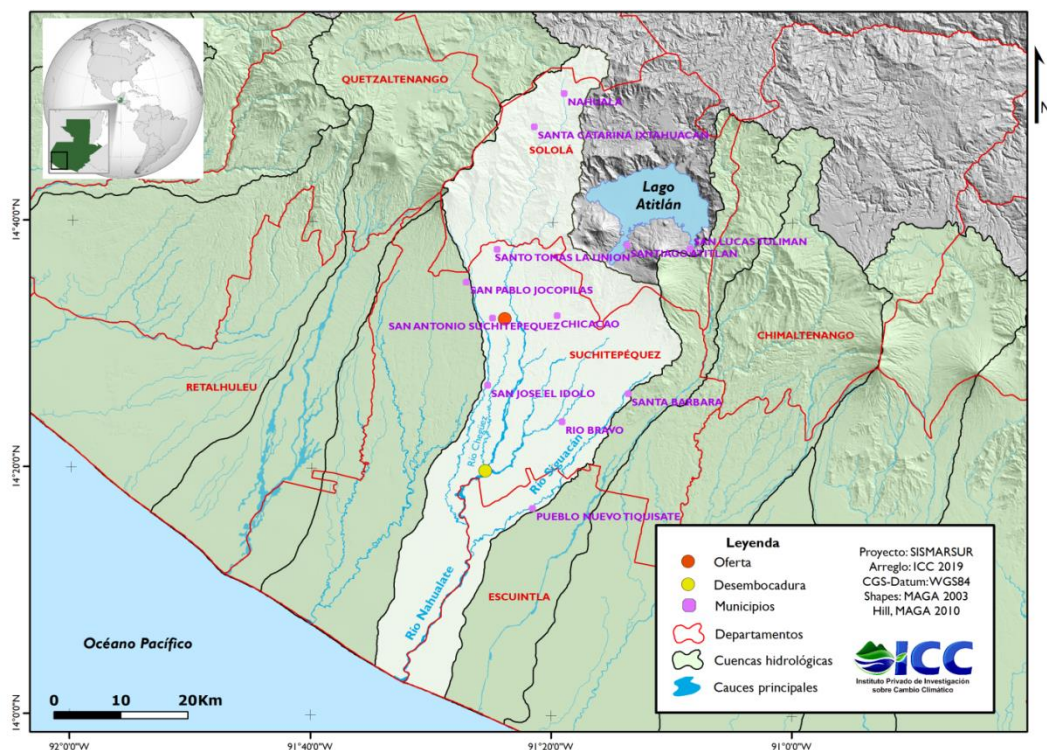 QUETZALTENANGO
NAHUALÁ
SANTA CATARINA IXTAHUACÁN
SOLOLÁ
Lago
Atitlán
N
14°40'0"N
SAN LUCAS TOLIMAN
SANTO TOMAS LA UNION
SANTIAGO ATITLAN
SAN PABLO JOCOPILAS
SAN ANTONIO SUCHITEPEQUEZ
CHICACAO
CHIMALTENANGO
SUCHITEPÉQUEZ
RETALHULEU
SAN JOSE EL IDOLO
SANTA BARBARA
RIO BRAVO
14°20'0"N
Río Siguacán
PUEBLO NUEVO TIQUISATE
ESCUINTLA
Río Nahualate
Océano Pacífico
0 10 20Km
14°0'0"N
92°0'0"W 91°40'0"W 91°20'0"W 91°0'0"W
Leyenda
Oferta
Desembocadura
Municipios
Departamentos
Cuencas hidrológicas
Cauces principales
Proyecto: SISMARSUR
Arreglo: ICC 2019
CGS-Datum: WGS84
Shapes: MAGA 2003
Hill, MAGA 2010
ICC
Instituto Privado de Investigación
sobre Cambio Climático